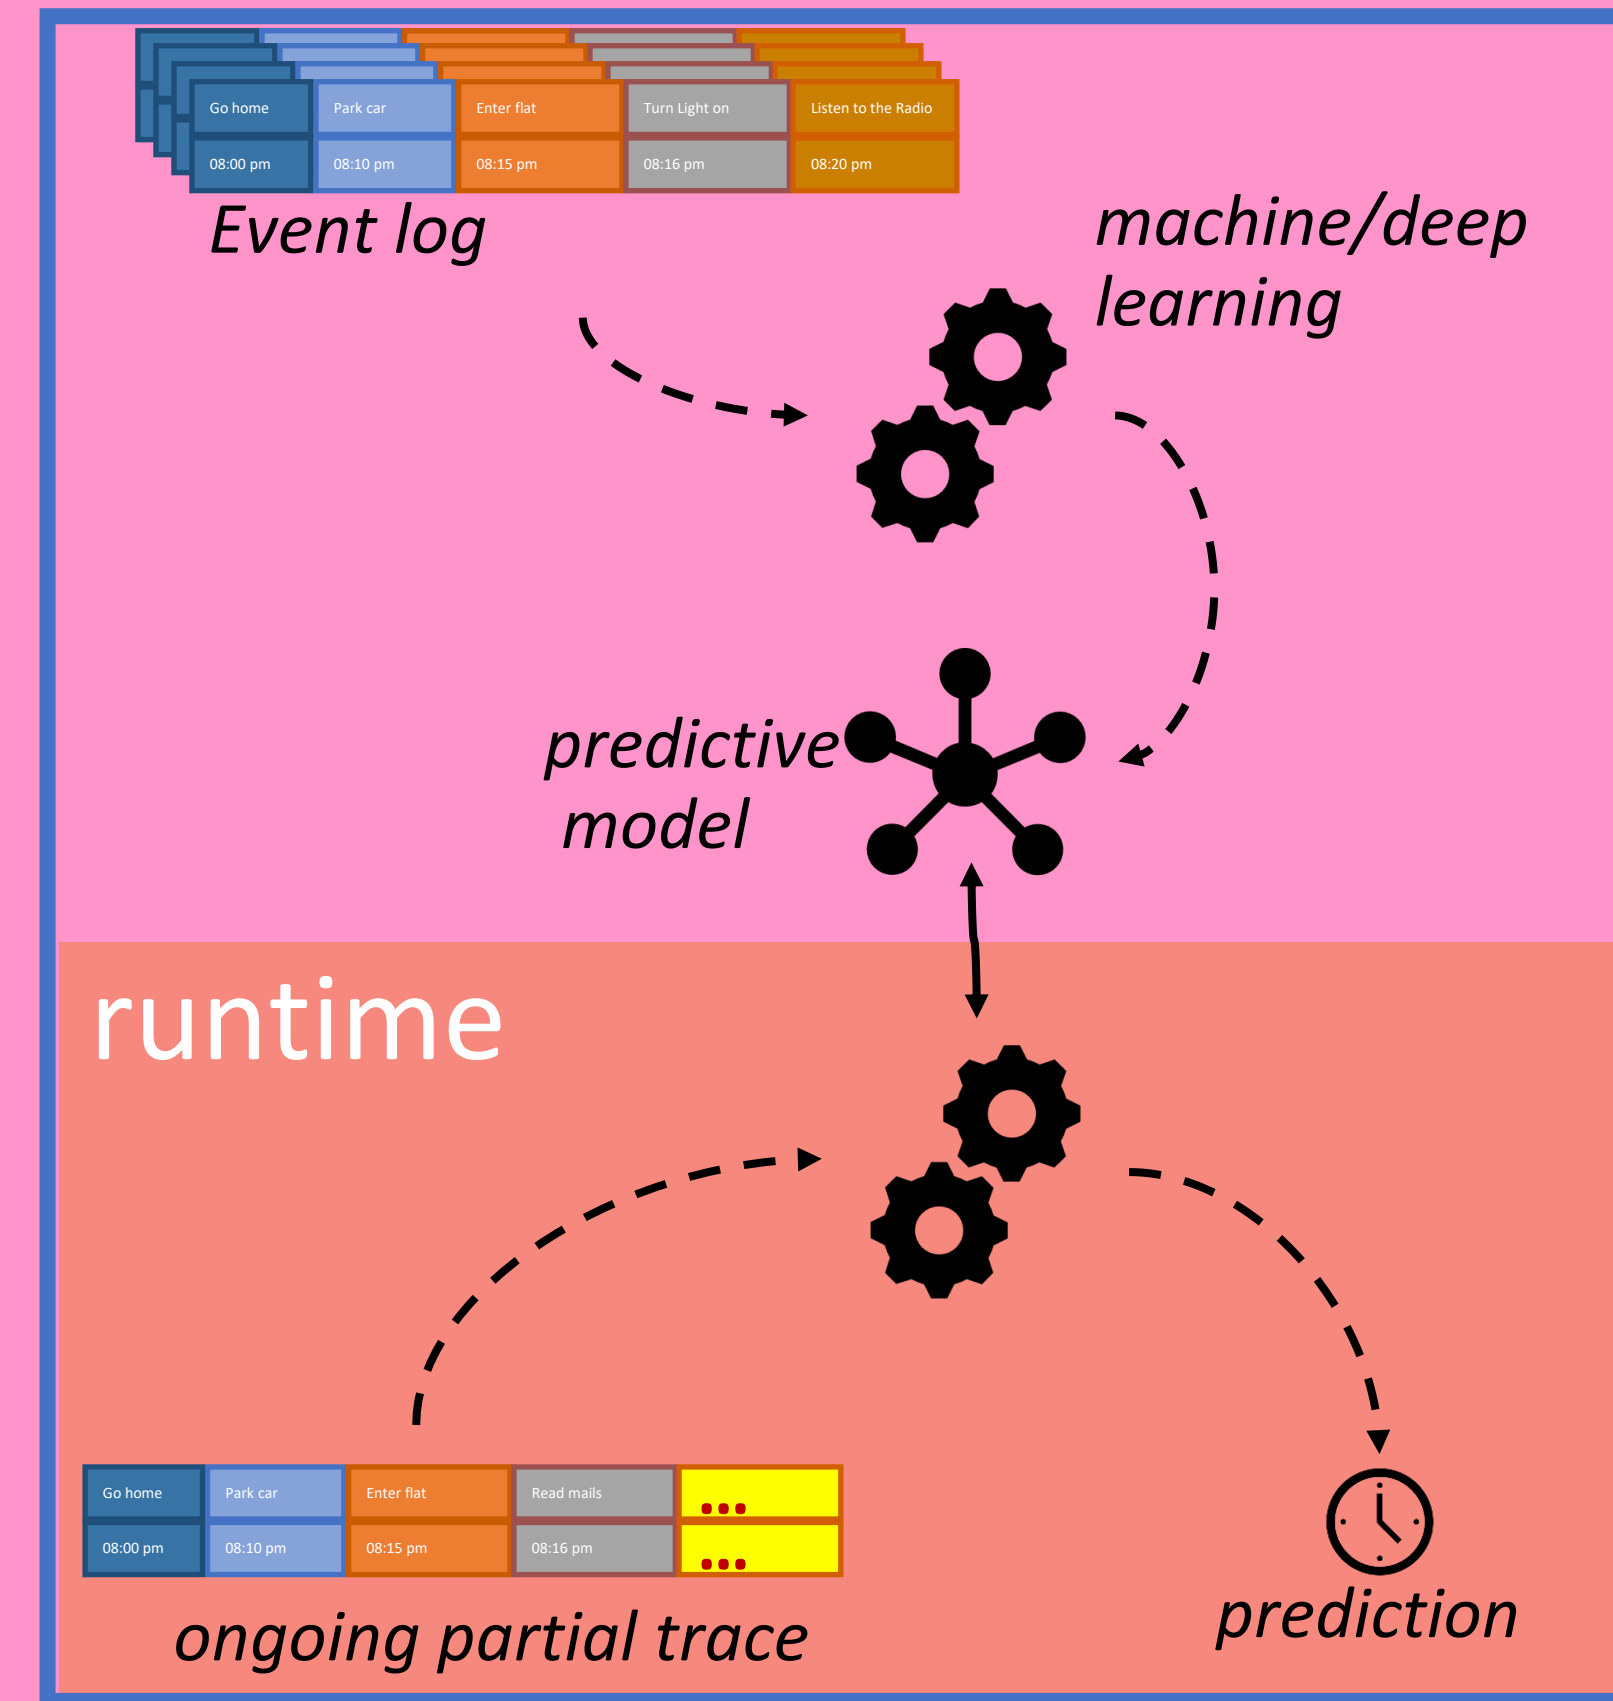 Go home Park car Enter flat Turn Light on Listen to the Radio
08:00 pm 08:10 pm 08:15 pm 08:16 pm 08:20 pm
Event log
machine/deep
learning
predictive
model
runtime
Go home Park car Enter flat Read mails ...
08:00 pm 08:10 pm 08:15 pm 08:16 pm ...
ongoing partial trace
prediction